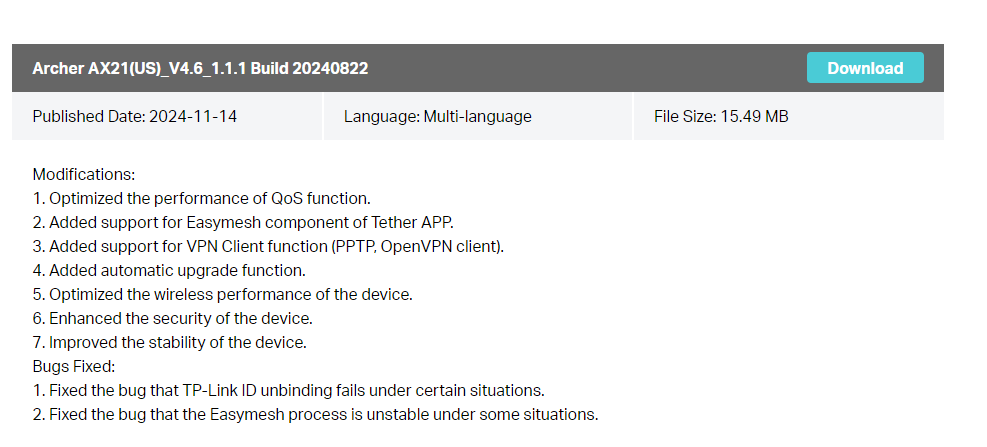 Archer AX21(US)_V4.6_1.1.1 Build 20240822 Download
Published Date: 2024-11-14 Language: Multi-language File Size: 15.49 MB
Modifications:
1. Optimized the performance of QoS function.
2. Added support for Easymesh component of Tether APP.
3. Added support for VPN Client function (PPTP, OpenVPN client).
4. Added automatic upgrade function.
5. Optimized the wireless performance of the device.
6. Enhanced the security of the device.
7. Improved the stability of the device.
Bugs Fixed:
1. Fixed the bug that TP-Link ID unbinding fails under certain situations.
2. Fixed the bug that the Easymesh process is unstable under some situations.